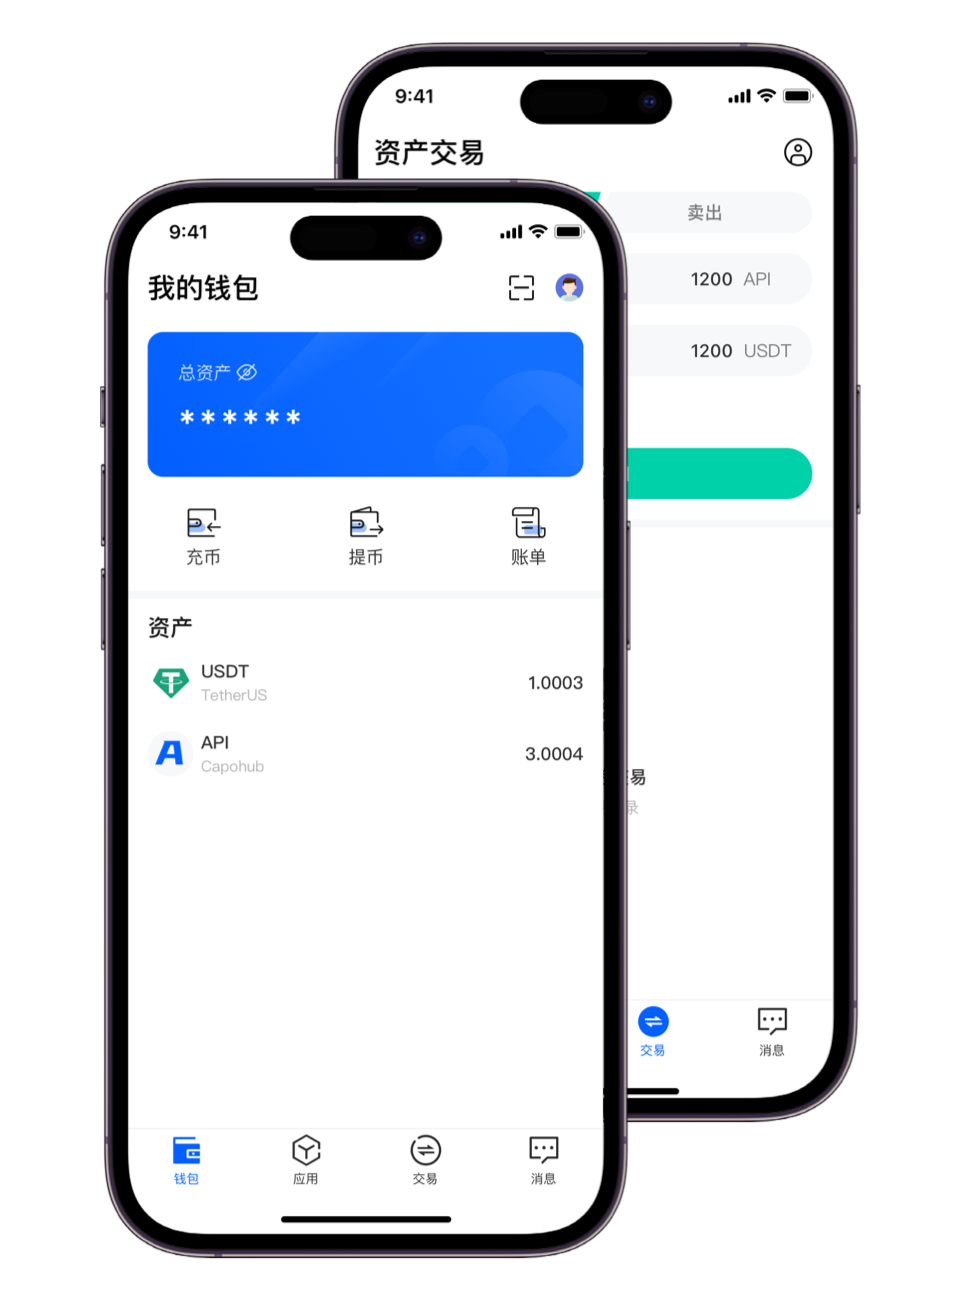 9:41
资产交易
卖出
1200 API
1200 USDT
易
录
交易
消息
9:41
我的钱包
总资产
******
充币
提币
账单
资产
USDT
TetherUS
1.0003
API
Capohub
3.0004
钱包
应用
交易
消息